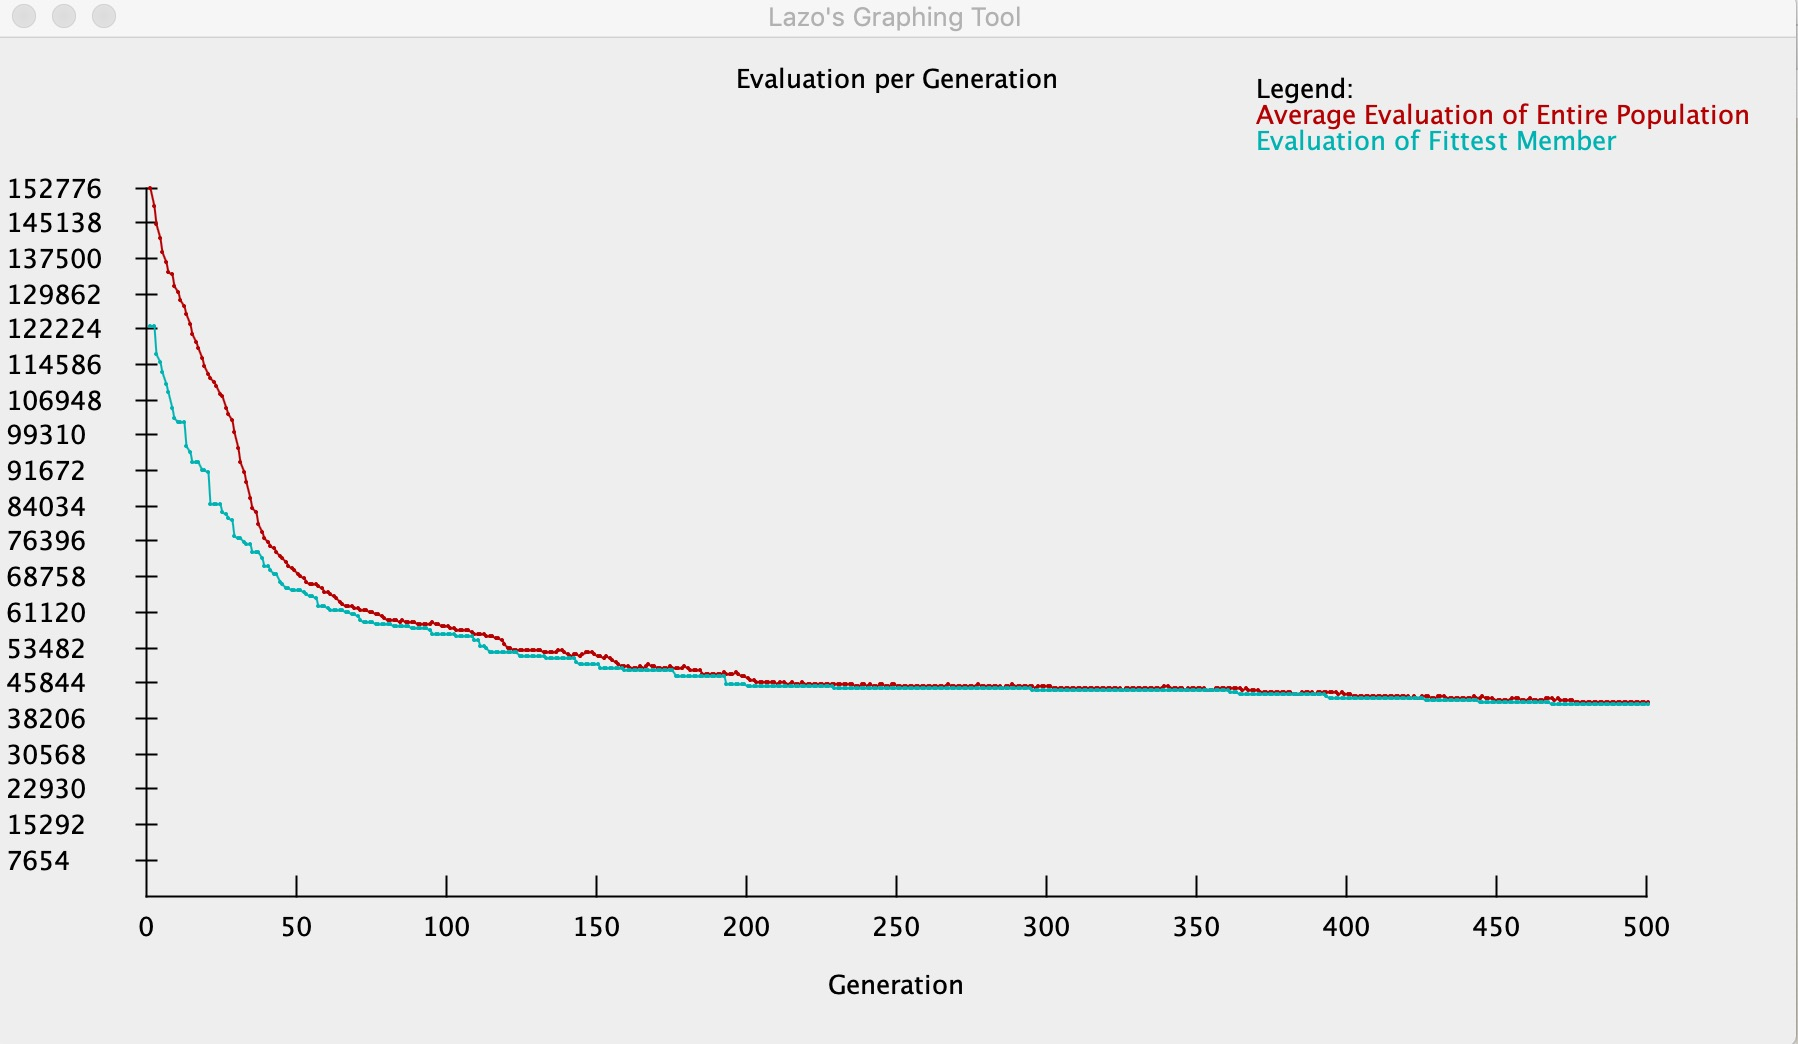 Lazo's Graphing Tool
Evaluation per Generation
Legend:
Average Evaluation of Entire Population
Evaluation of Fittest Member
152776
145138
137500
129862
122224
114586
106948
99310
91672
84034
76396
68758
61120
53482
45844
38206
30568
22930
15292
7654
0 50 100 150 200 250 300 350 400 450 500
Generation